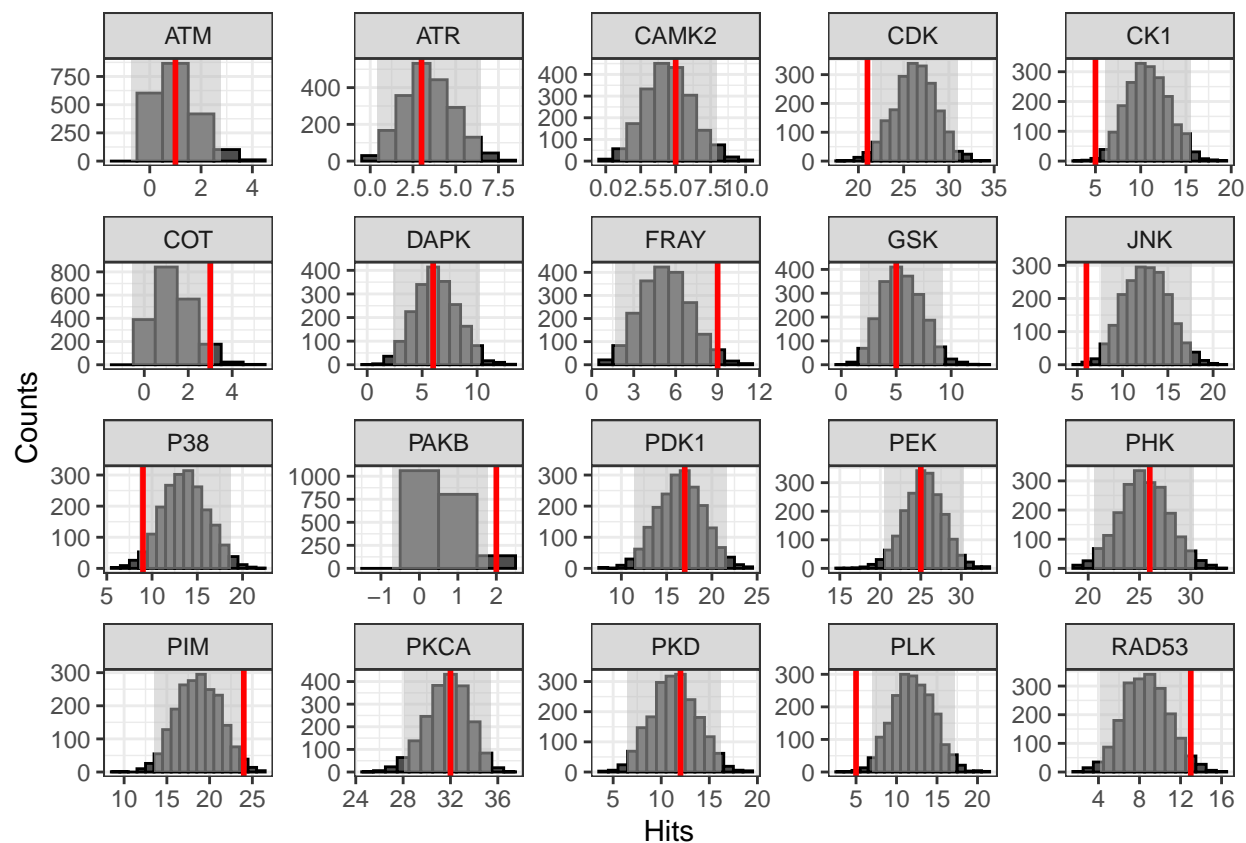 ATM ATR CAMK2 CDK CK1
750 500 250 0
400 200 0
400 300 200 100 0
300 200 100 0
300 200 100 0
0 2 4
0.0 2.5 5.0 7.5
0.0 2.5 5.0 7.5 10.0
20 25 30 35
5 10 15 20
COT DAPK FRAY GSK JNK
800 600 400 200 0
400 300 200 100 0
400 300 200 100 0
400 300 200 100 0
300 200 100 0
0 2 4
0 5 10
0 3 6 9 12
0 5 10
5 10 15 20
Counts
P38 PAKB PDK1 PEK PHK
300 200 100 0
1000 750 500 250 0
300 200 100 0
300 200 100 0
300 200 100 0
5 10 15 20
−1 0 1 2
10 15 20 25
15 20 25 30
20 25 30
PIM PKCA PKD PLK RAD53
300 200 100 0
400 300 200 100 0
300 200 100 0
300 200 100 0
300 200 100 0
10 15 20 25
24 28 32 36
5 10 15 20
5 10 15 20
4 8 12 16
Hits